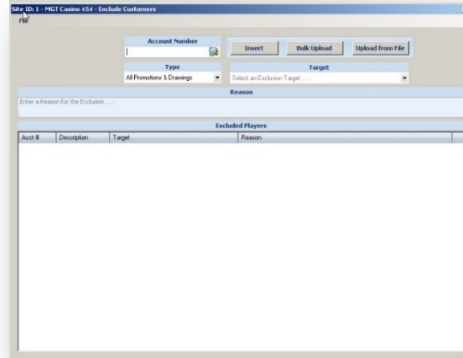 Site ID: 1 - MGT Casino 454 - Exclude Customers
File
Account Number
Insert
Bulk Upload
Upload from File
Type
Target
All Promotions & Drawings
Select an Exclusion Target . . .
Reason
Enter a Reason for the Exclusion . . . .
Excluded Players
Acct # Description Target Reason